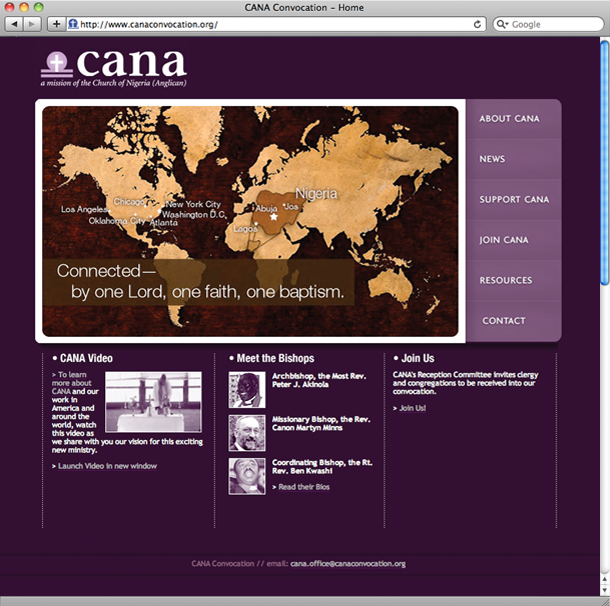 CANA Convocation – Home
http://www.canaconvocation.org/
Google
cana
a mission of the Church of Nigeria (Anglican)
ABOUT CANA
NEWS
SUPPORT CANA
JOIN CANA
RESOURCES
CONTACT
Nigeria
Chicago
New York City
Los Angeles
Washington D.C.
Oklahoma City
Atlanta
Abuja
Jos
Lagos
Connected—
by one Lord, one faith, one baptism.
• CANA Video
> To learn
more about
CANA and our
work in
America and
around the
world, watch
this video as
we share with you our vision for this exciting
new ministry.
> Launch Video in new window
• Meet the Bishops
Archbishop, the Most Rev.
Peter J. Akinola
Missionary Bishop, the Rev.
Canon Martyn Minns
Coordinating Bishop, the Rt.
Rev. Ben Kwashi
> Read their Bios
• Join Us
CANA's Reception Committee invites clergy
and congregations to be received into our
convocation.
> Join Us!
CANA Convocation // email: cana.office@canaconvocation.org